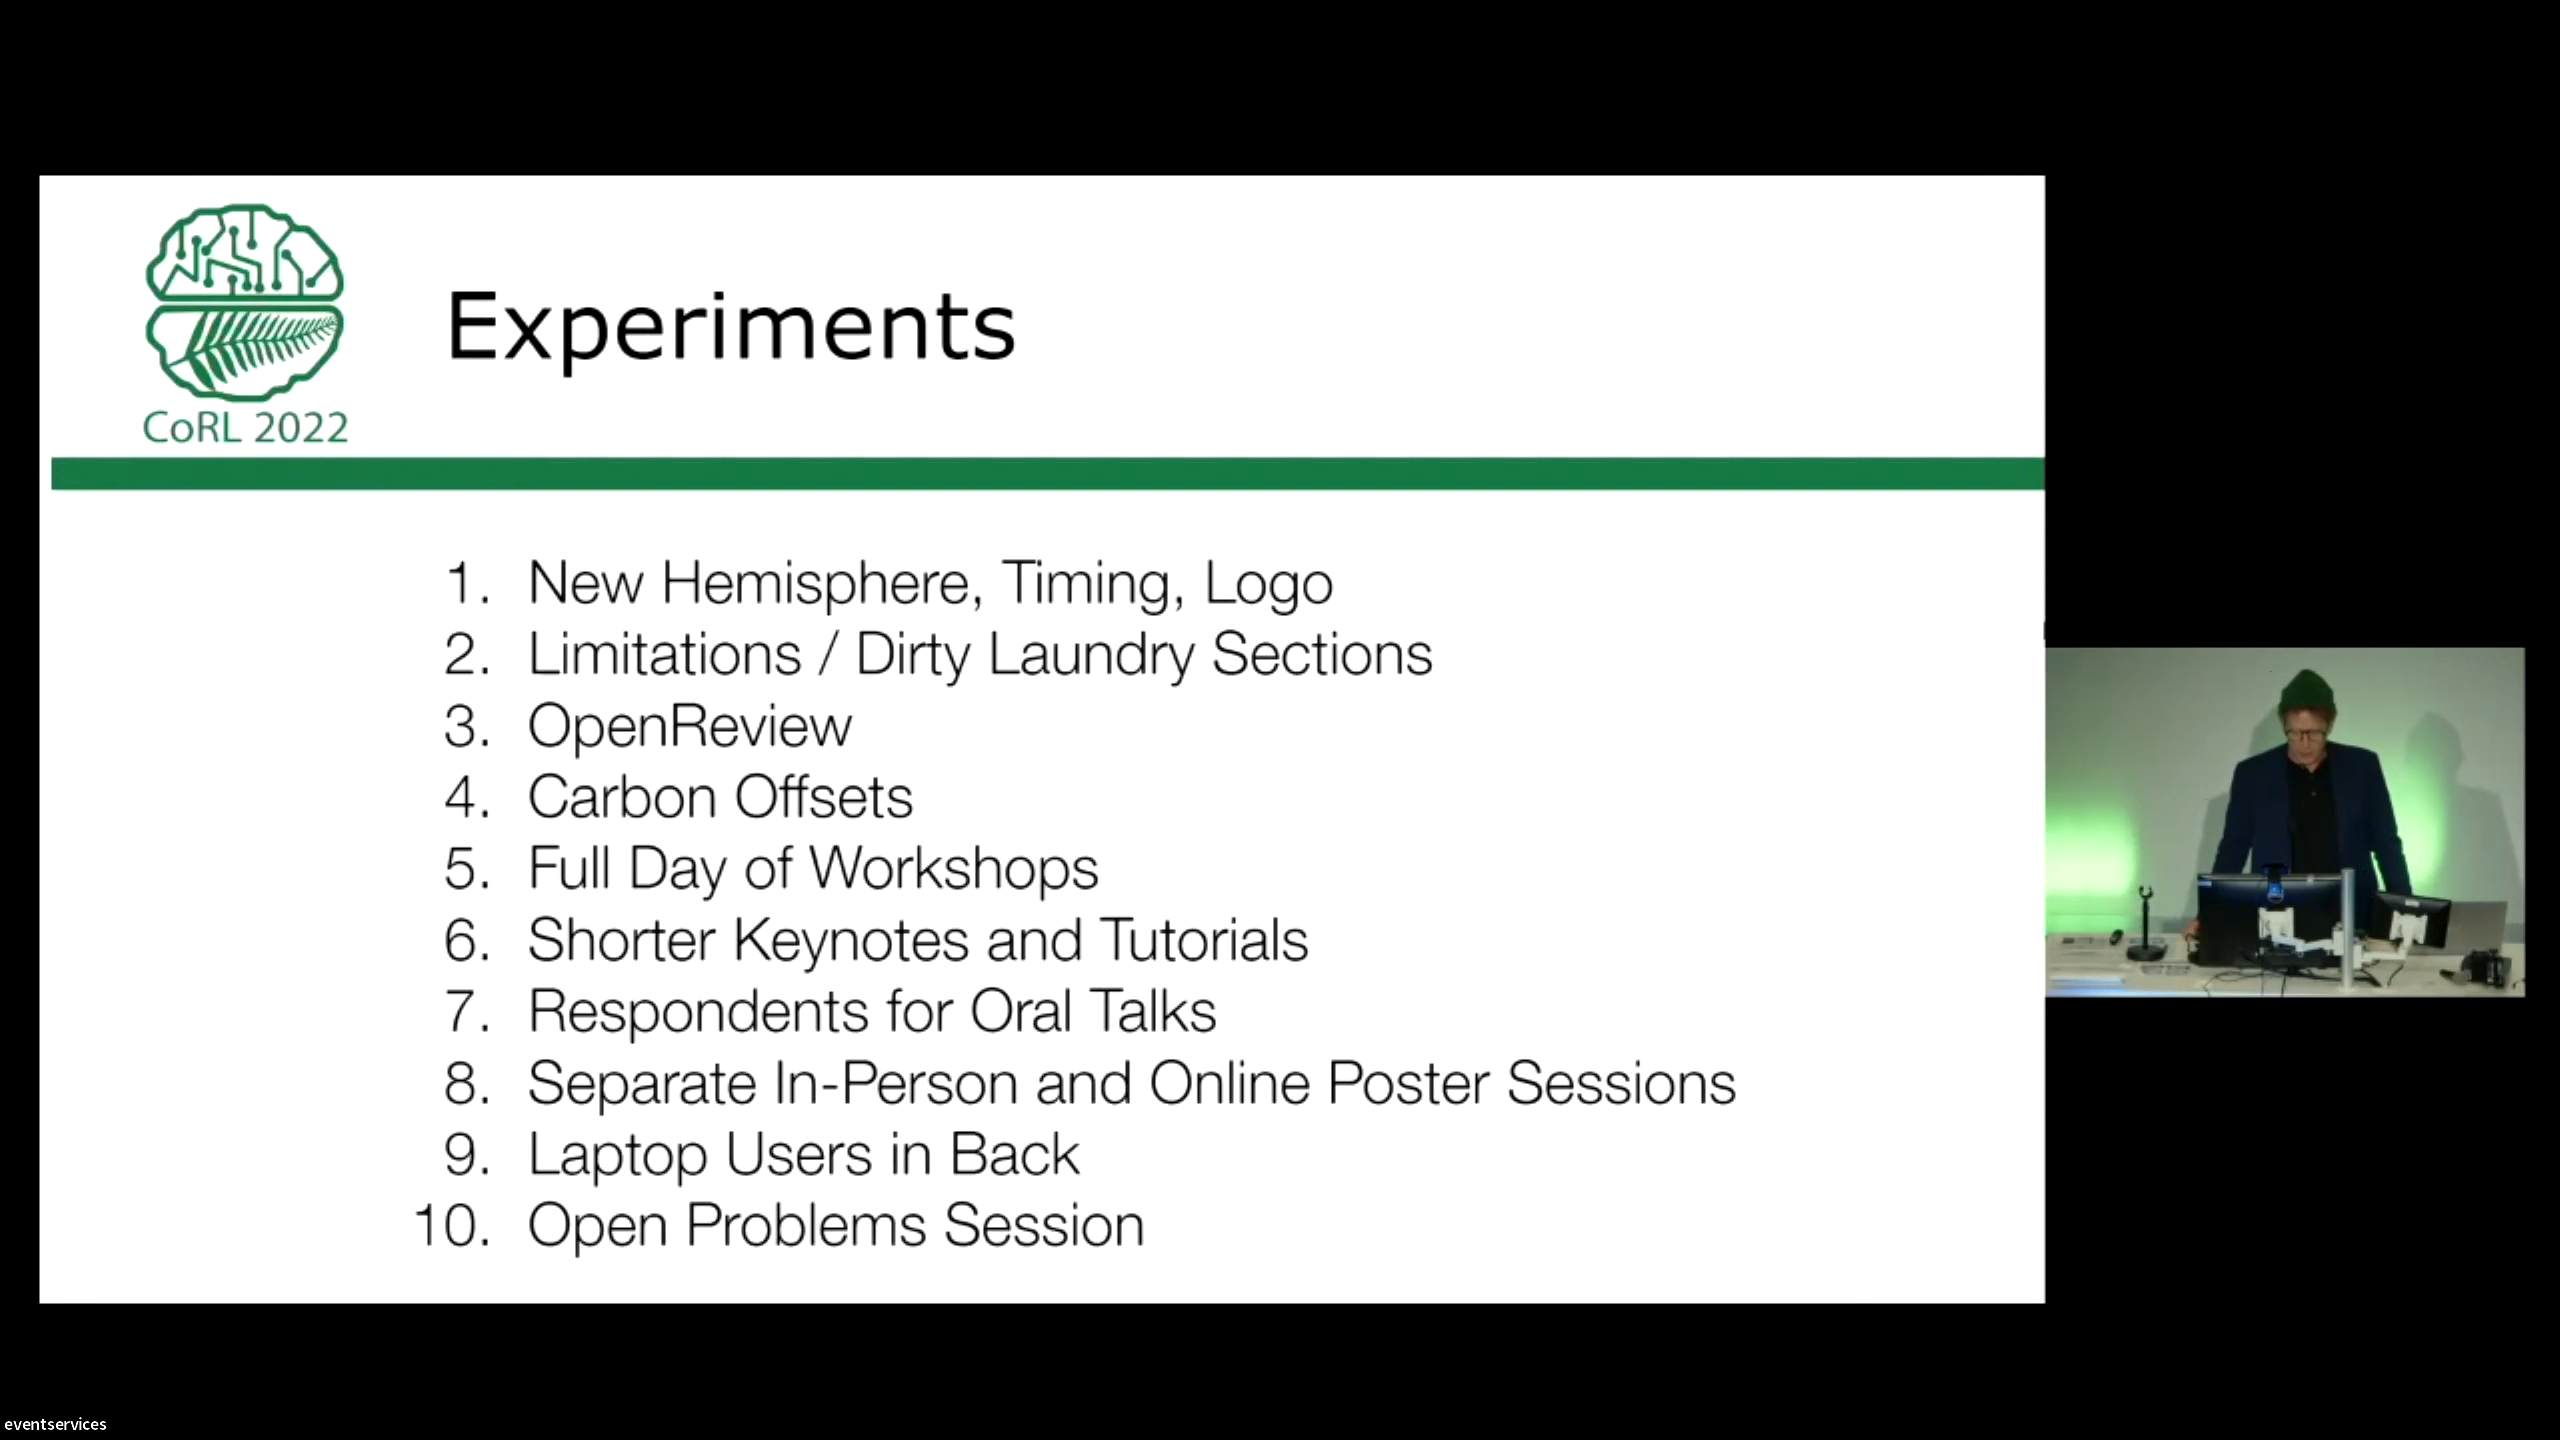 Experiments
CoRL 2022
1. New Hemisphere, Timing, Logo
2. Limitations / Dirty Laundry Sections
3. OpenReview
4. Carbon Offsets
5. Full Day of Workshops
6. Shorter Keynotes and Tutorials
7. Respondents for Oral Talks
8. Separate In-Person and Online Poster Sessions
9. Laptop Users in Back
10. Open Problems Session
eventservices